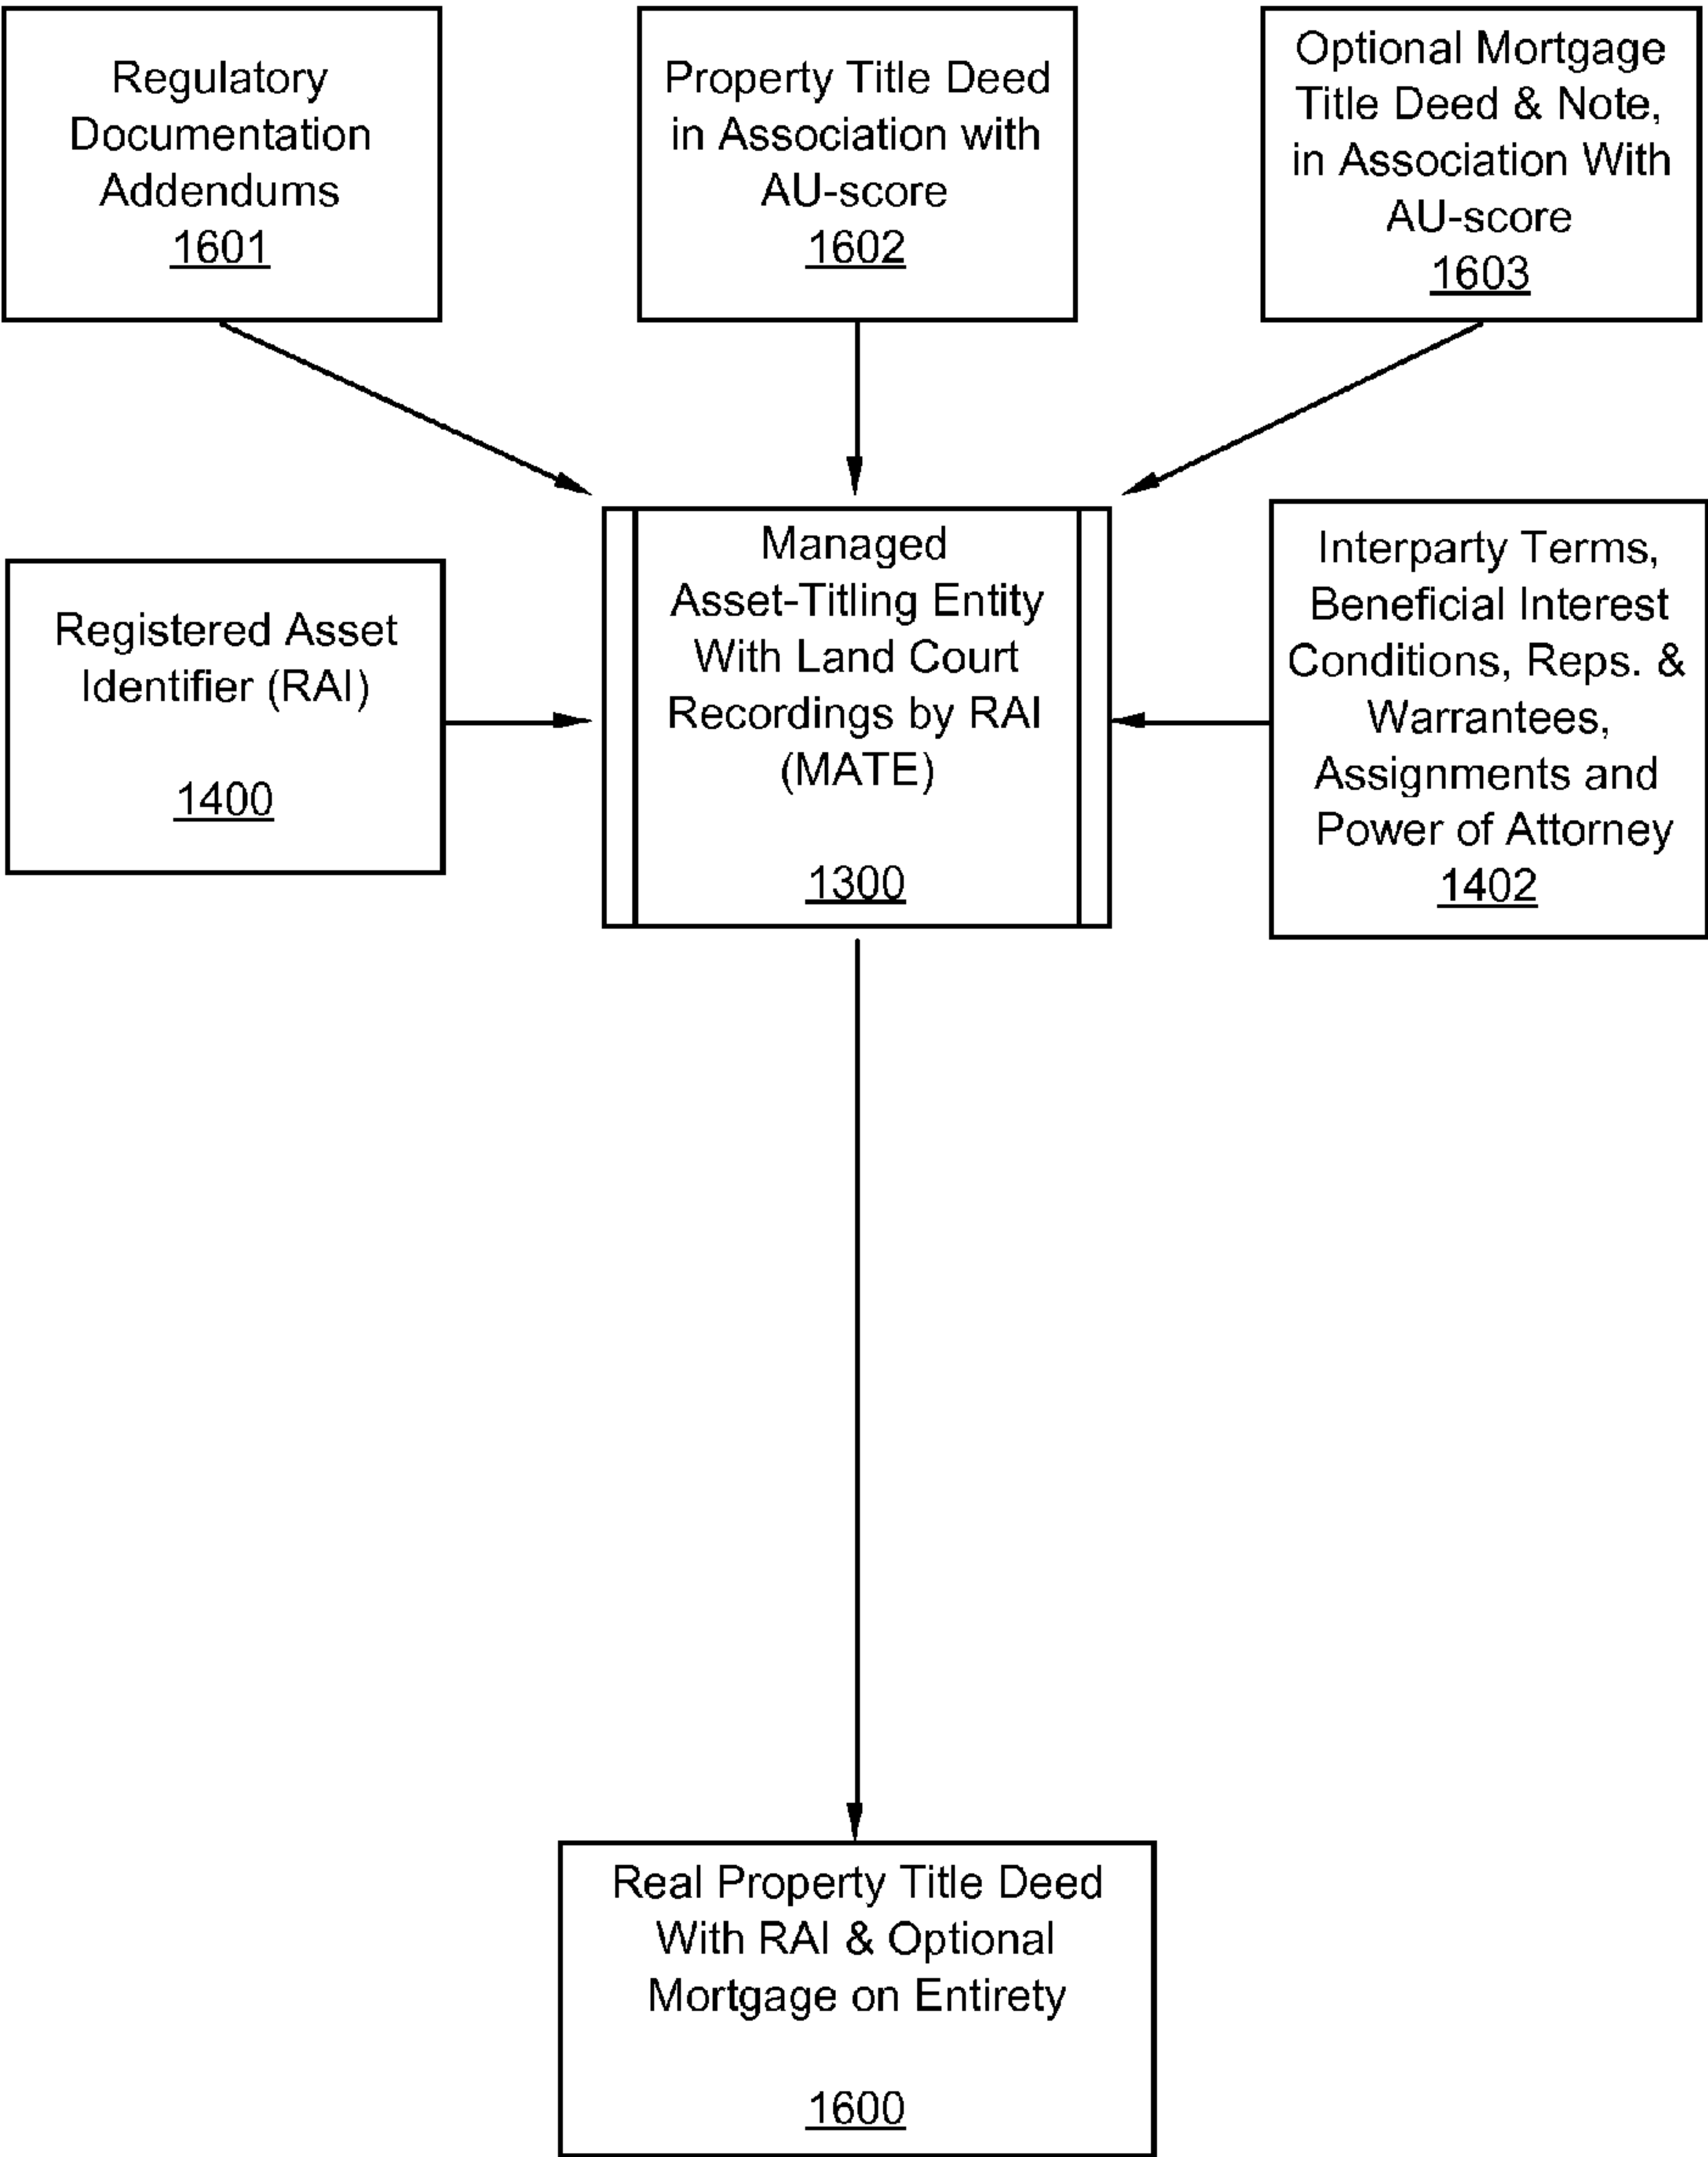 Regulatory
Documentation
Addendums
1601
Property Title Deed
in Association with
AU-score
1602
Optional Mortgage
Title Deed & Note,
in Association With
AU-score
1603
Registered Asset
Identifier (RAI)
1400
Managed
Asset-Titling Entity
With Land Court
Recordings by RAI
(MATE)
1300
Interparty Terms,
Beneficial Interest
Conditions, Reps. &
Warrantees,
Assignments and
Power of Attorney
1402
Real Property Title Deed
With RAI & Optional
Mortgage on Entirety
1600